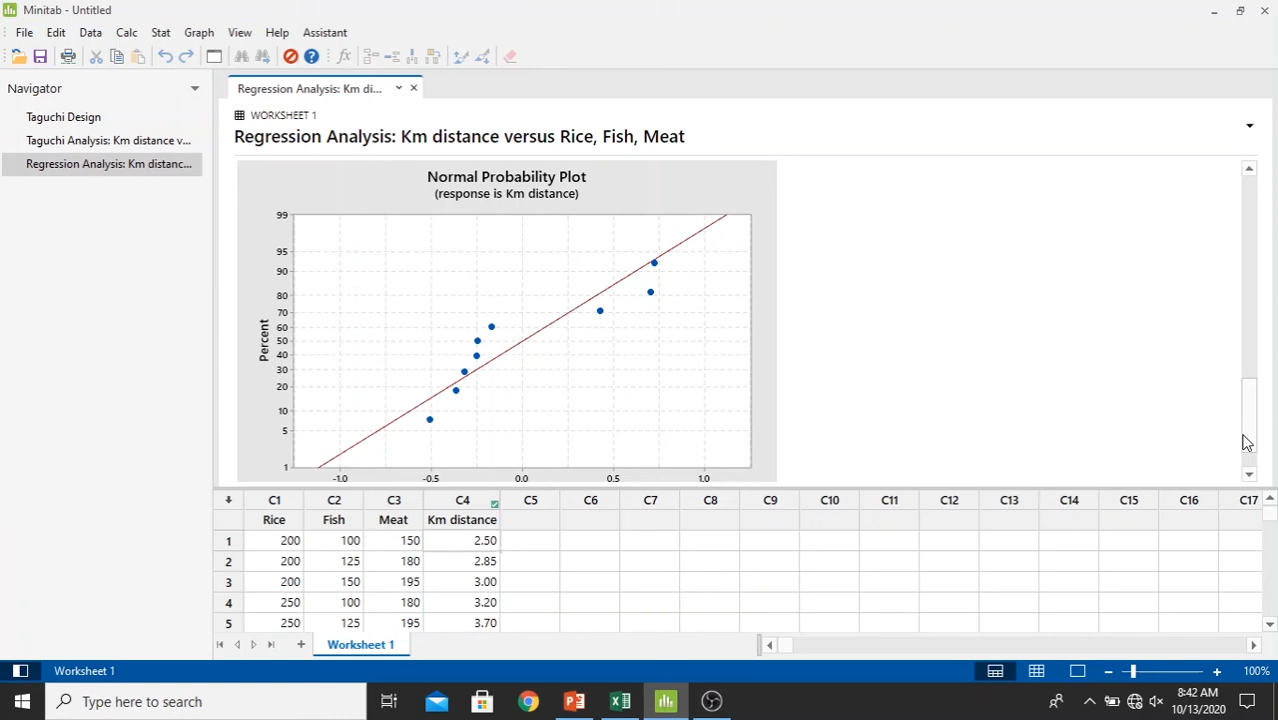 Minitab - Untitled
File Edit Data Calc Stat Graph View Help Assistant
Navigator
Regression Analysis: Km di...
Taguchi Design
Taguchi Analysis: Km distance v...
Regression Analysis: Km distanc...
WORKSHEET 1
Regression Analysis: Km distance versus Rice, Fish, Meat
Normal Probability Plot
(response is Km distance)
99
95
90
80
70
60
50
40
30
20
10
5
1
Percent
-1.0 -0.5 0.0 0.5 1.0
C1 C2 C3 C4 C5 C6 C7 C8 C9 C10 C11 C12 C13 C14 C15 C16 C17
Rice Fish Meat Km distance
1 200 100 150 2.50
2 200 125 180 2.85
3 200 150 195 3.00
4 250 100 180 3.20
5 250 125 195 3.70
Worksheet 1
Worksheet 1
100%
Type here to search
8:42 AM
10/13/2020